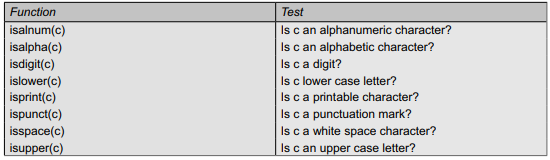 Function Test
isalnum(c) Is c an alphanumeric character?
isalpha(c) Is c an alphabetic character?
isdigit(c) Is c a digit?
islower(c) Is c lower case letter?
isprint(c) Is c a printable character?
ispunct(c) Is c a punctuation mark?
isspace(c) Is c a white space character?
isupper(c) Is c an upper case letter?